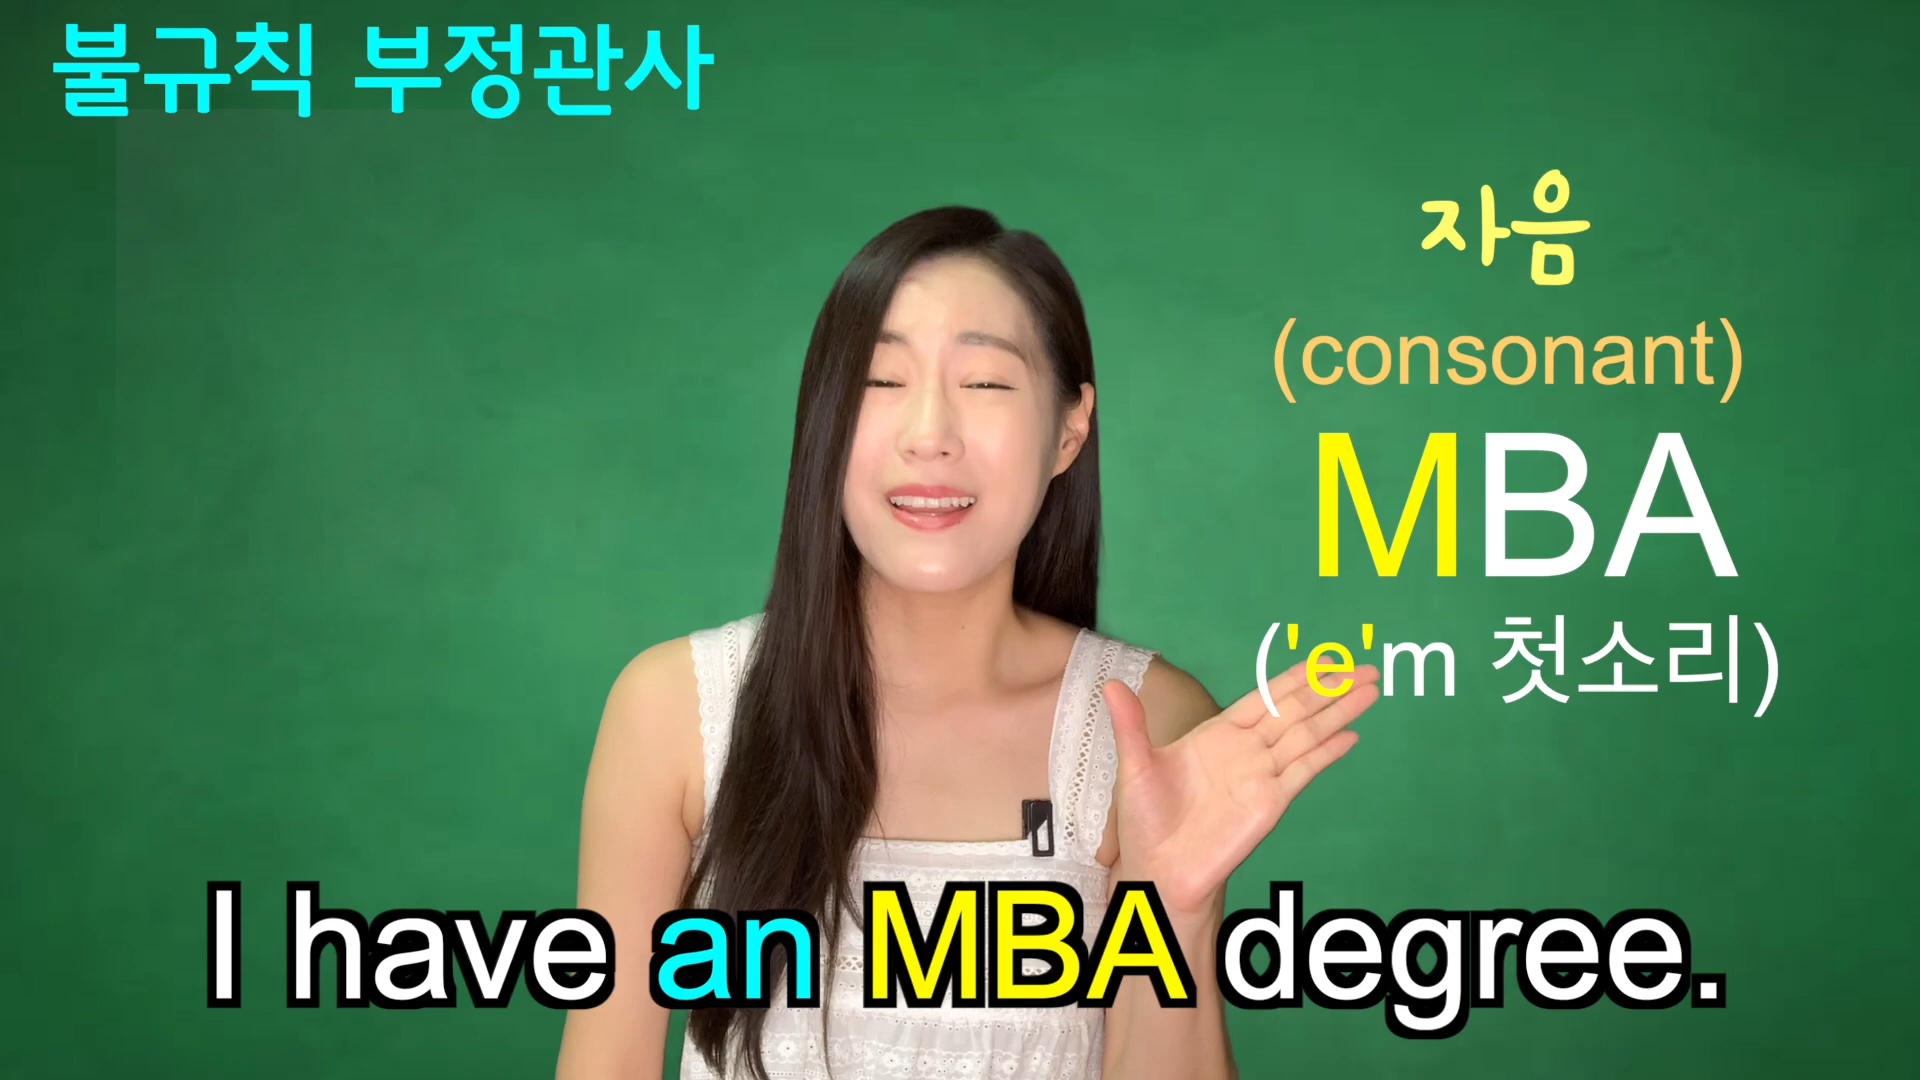 불규칙 부정관사
자음
(consonant)
MBA
('e'm 첫소리)
I have an MBA degree.